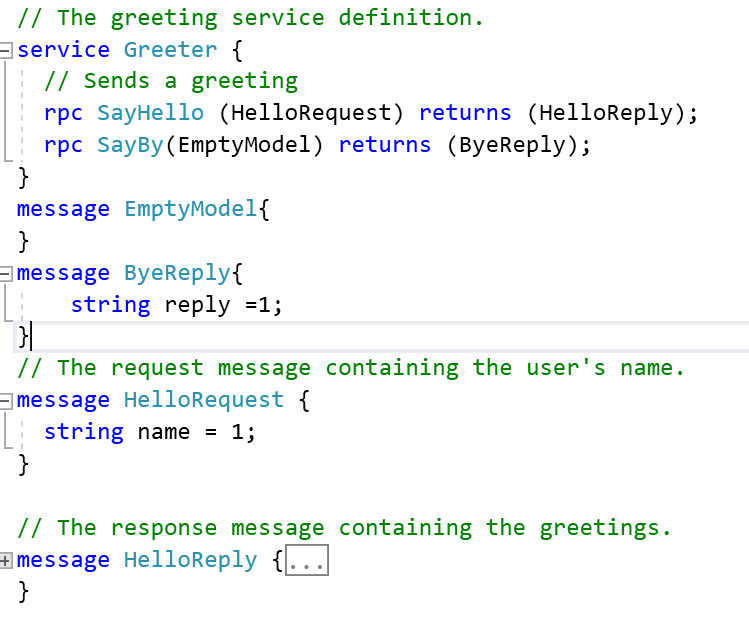 // The greeting service definition.
service Greeter {
// Sends a greeting
rpc SayHello (HelloRequest) returns (HelloReply);
rpc SayBy(EmptyModel) returns (ByeReply);
}
message EmptyModel{
}
message ByeReply{
string reply =1;
}
// The request message containing the user's name.
message HelloRequest {
string name = 1;
}
// The response message containing the greetings.
message HelloReply {...
}